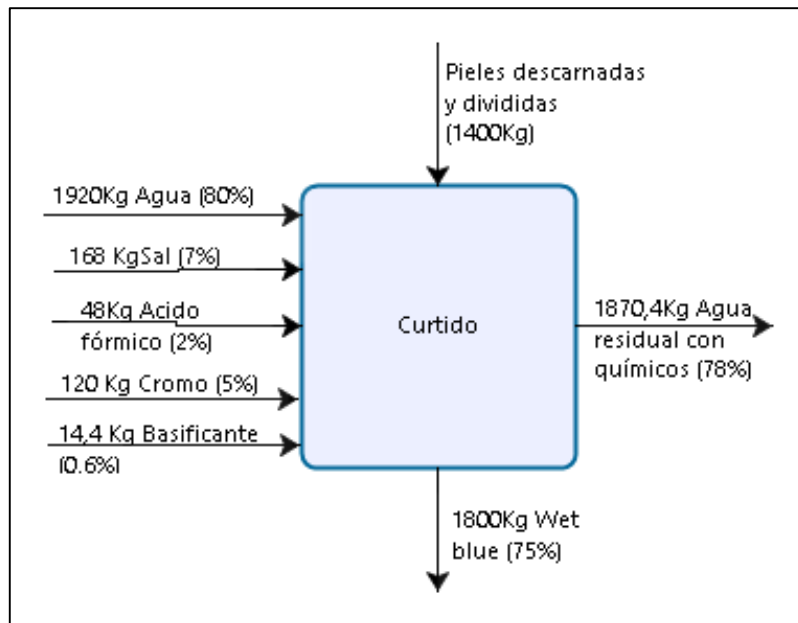 Pieles descarnadas
y divididas
(1400Kg)
1920Kg Agua (80%)
168 KgSal (7%)
48Kg Acido
fórmico (2%)
120 Kg Cromo (5%)
14,4 Kg Basificante
(0.6%)
Curtido
1870,4Kg Agua
residual con
químicos (78%)
1800Kg Wet
blue (75%)